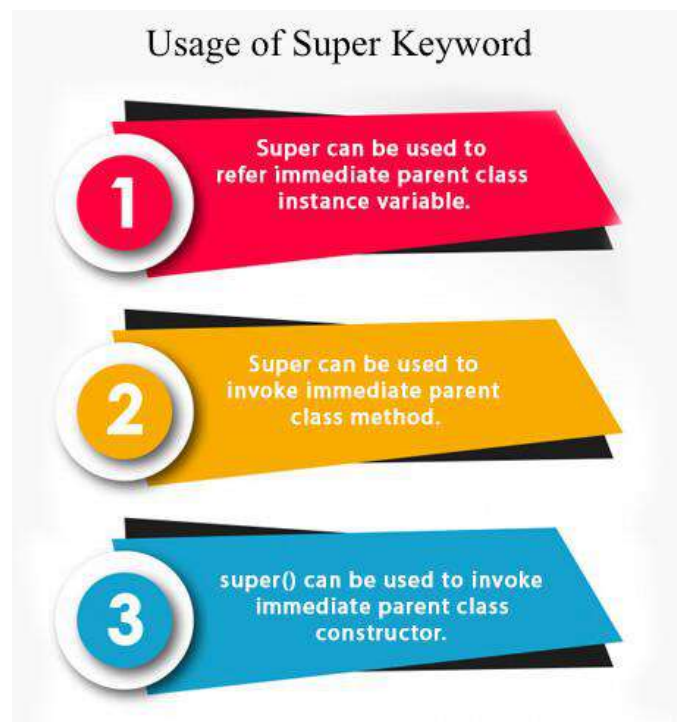 Usage of Super Keyword
1
Super can be used to
refer immediate parent class
instance variable.
2
Super can be used to
invoke immediate parent
class method.
3
super() can be used to invoke
immediate parent class
constructor.